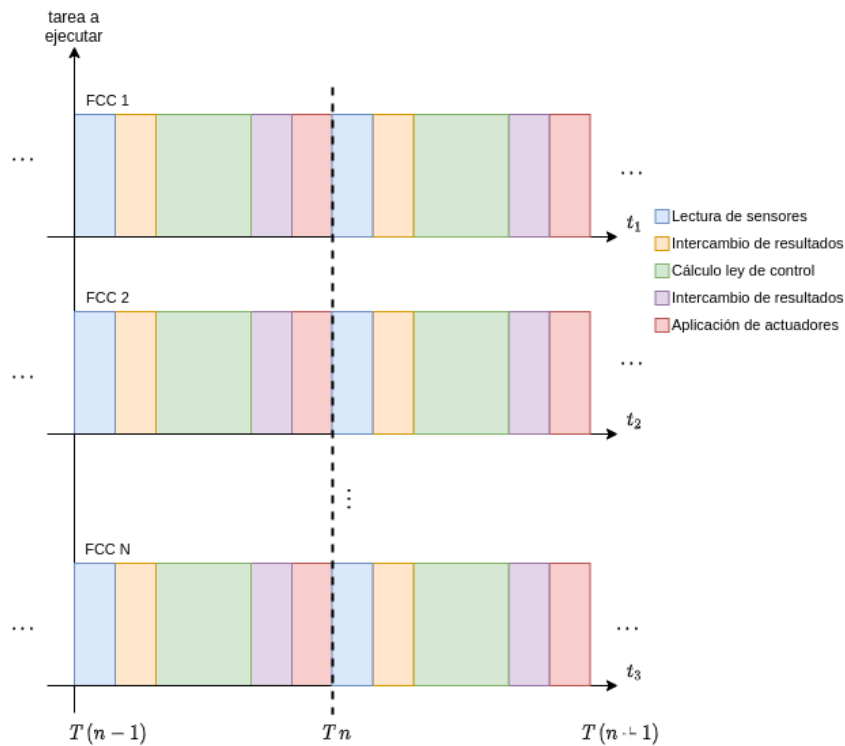 tarea a
ejecutar
FCC 1
...
...
t₁
Lectura de sensores
Intercambio de resultados
Cálculo ley de control
Intercambio de resultados
Aplicación de actuadores
FCC 2
...
...
t₂
⋮
FCC N
...
...
t₃
T(n − 1)
T n
T(n + 1)